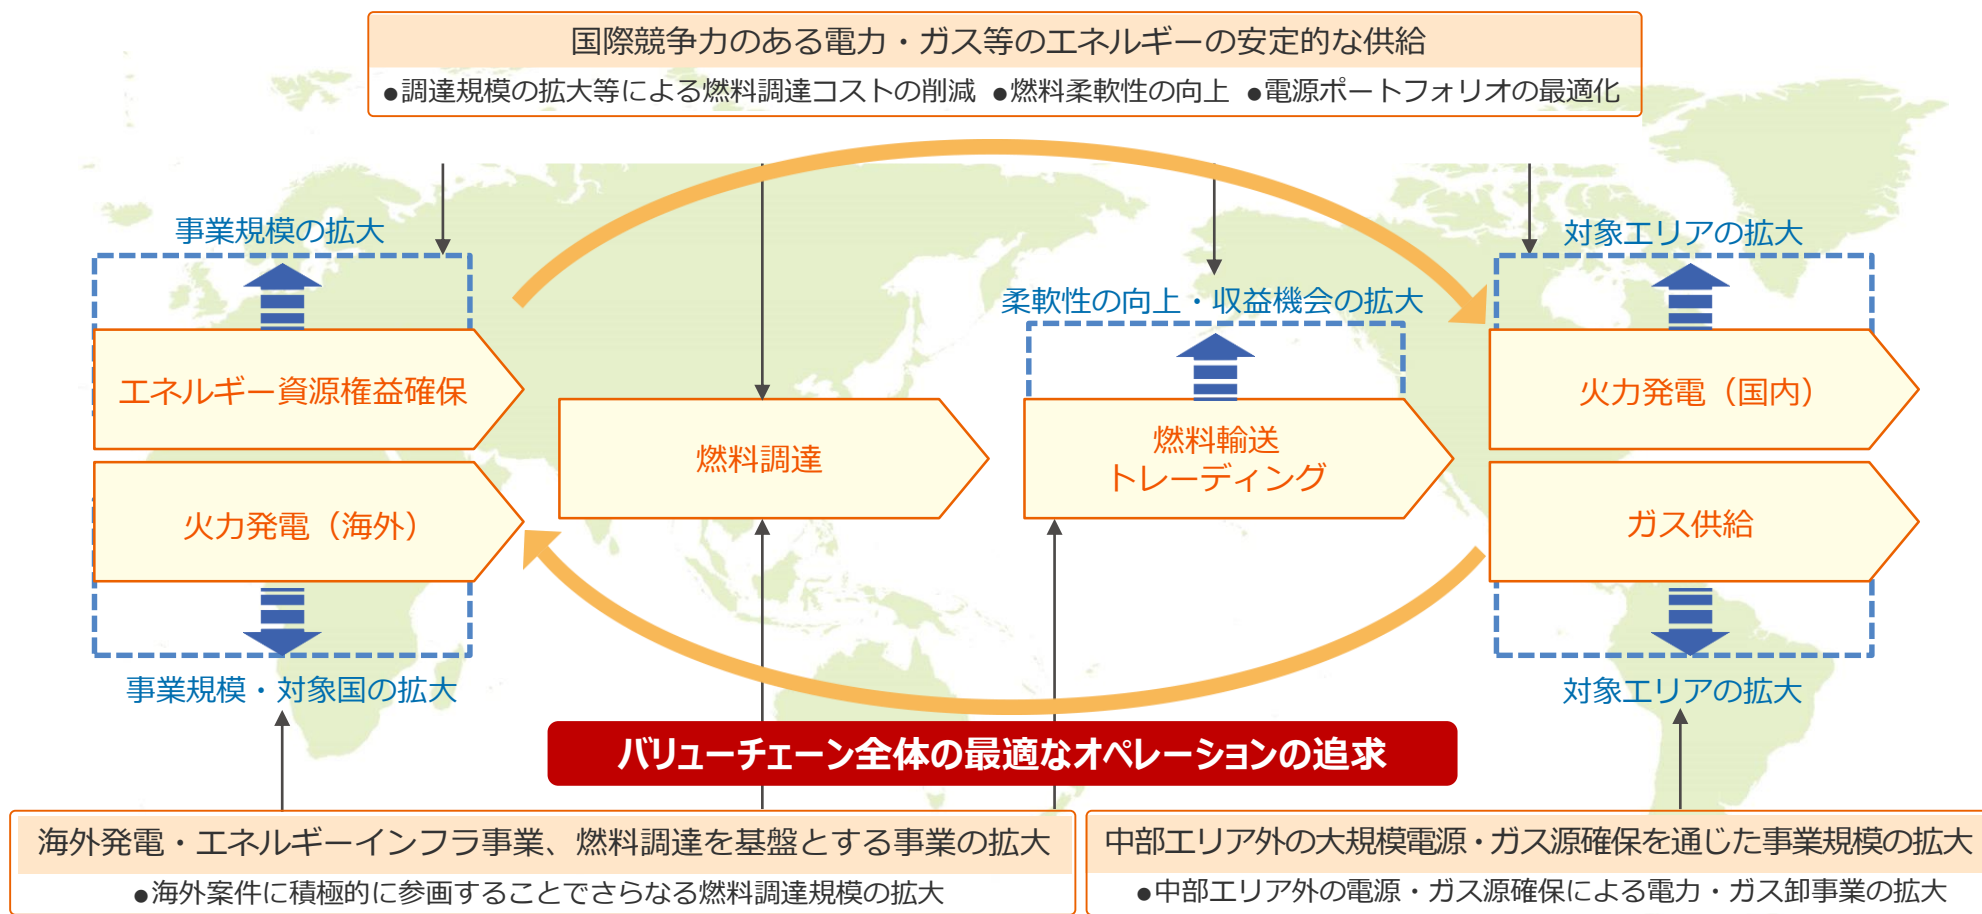 国際競争力のある電力・ガス等のエネルギーの安定的な供給
●調達規模の拡大等による燃料調達コストの削減 ●燃料柔軟性の向上 ●電源ポートフォリオの最適化
事業規模の拡大
対象エリアの拡大
柔軟性の向上・収益機会の拡大
エネルギー資源権益確保
火力発電（国内）
燃料調達
燃料輸送
トレーディング
火力発電（海外）
ガス供給
事業規模・対象国の拡大
対象エリアの拡大
バリューチェーン全体の最適なオペレーションの追求
海外発電・エネルギーインフラ事業、燃料調達を基盤とする事業の拡大
●海外案件に積極的に参画することでさらなる燃料調達規模の拡大
中部エリア外の大規模電源・ガス源確保を通じた事業規模の拡大
●中部エリア外の電源・ガス源確保による電力・ガス卸事業の拡大